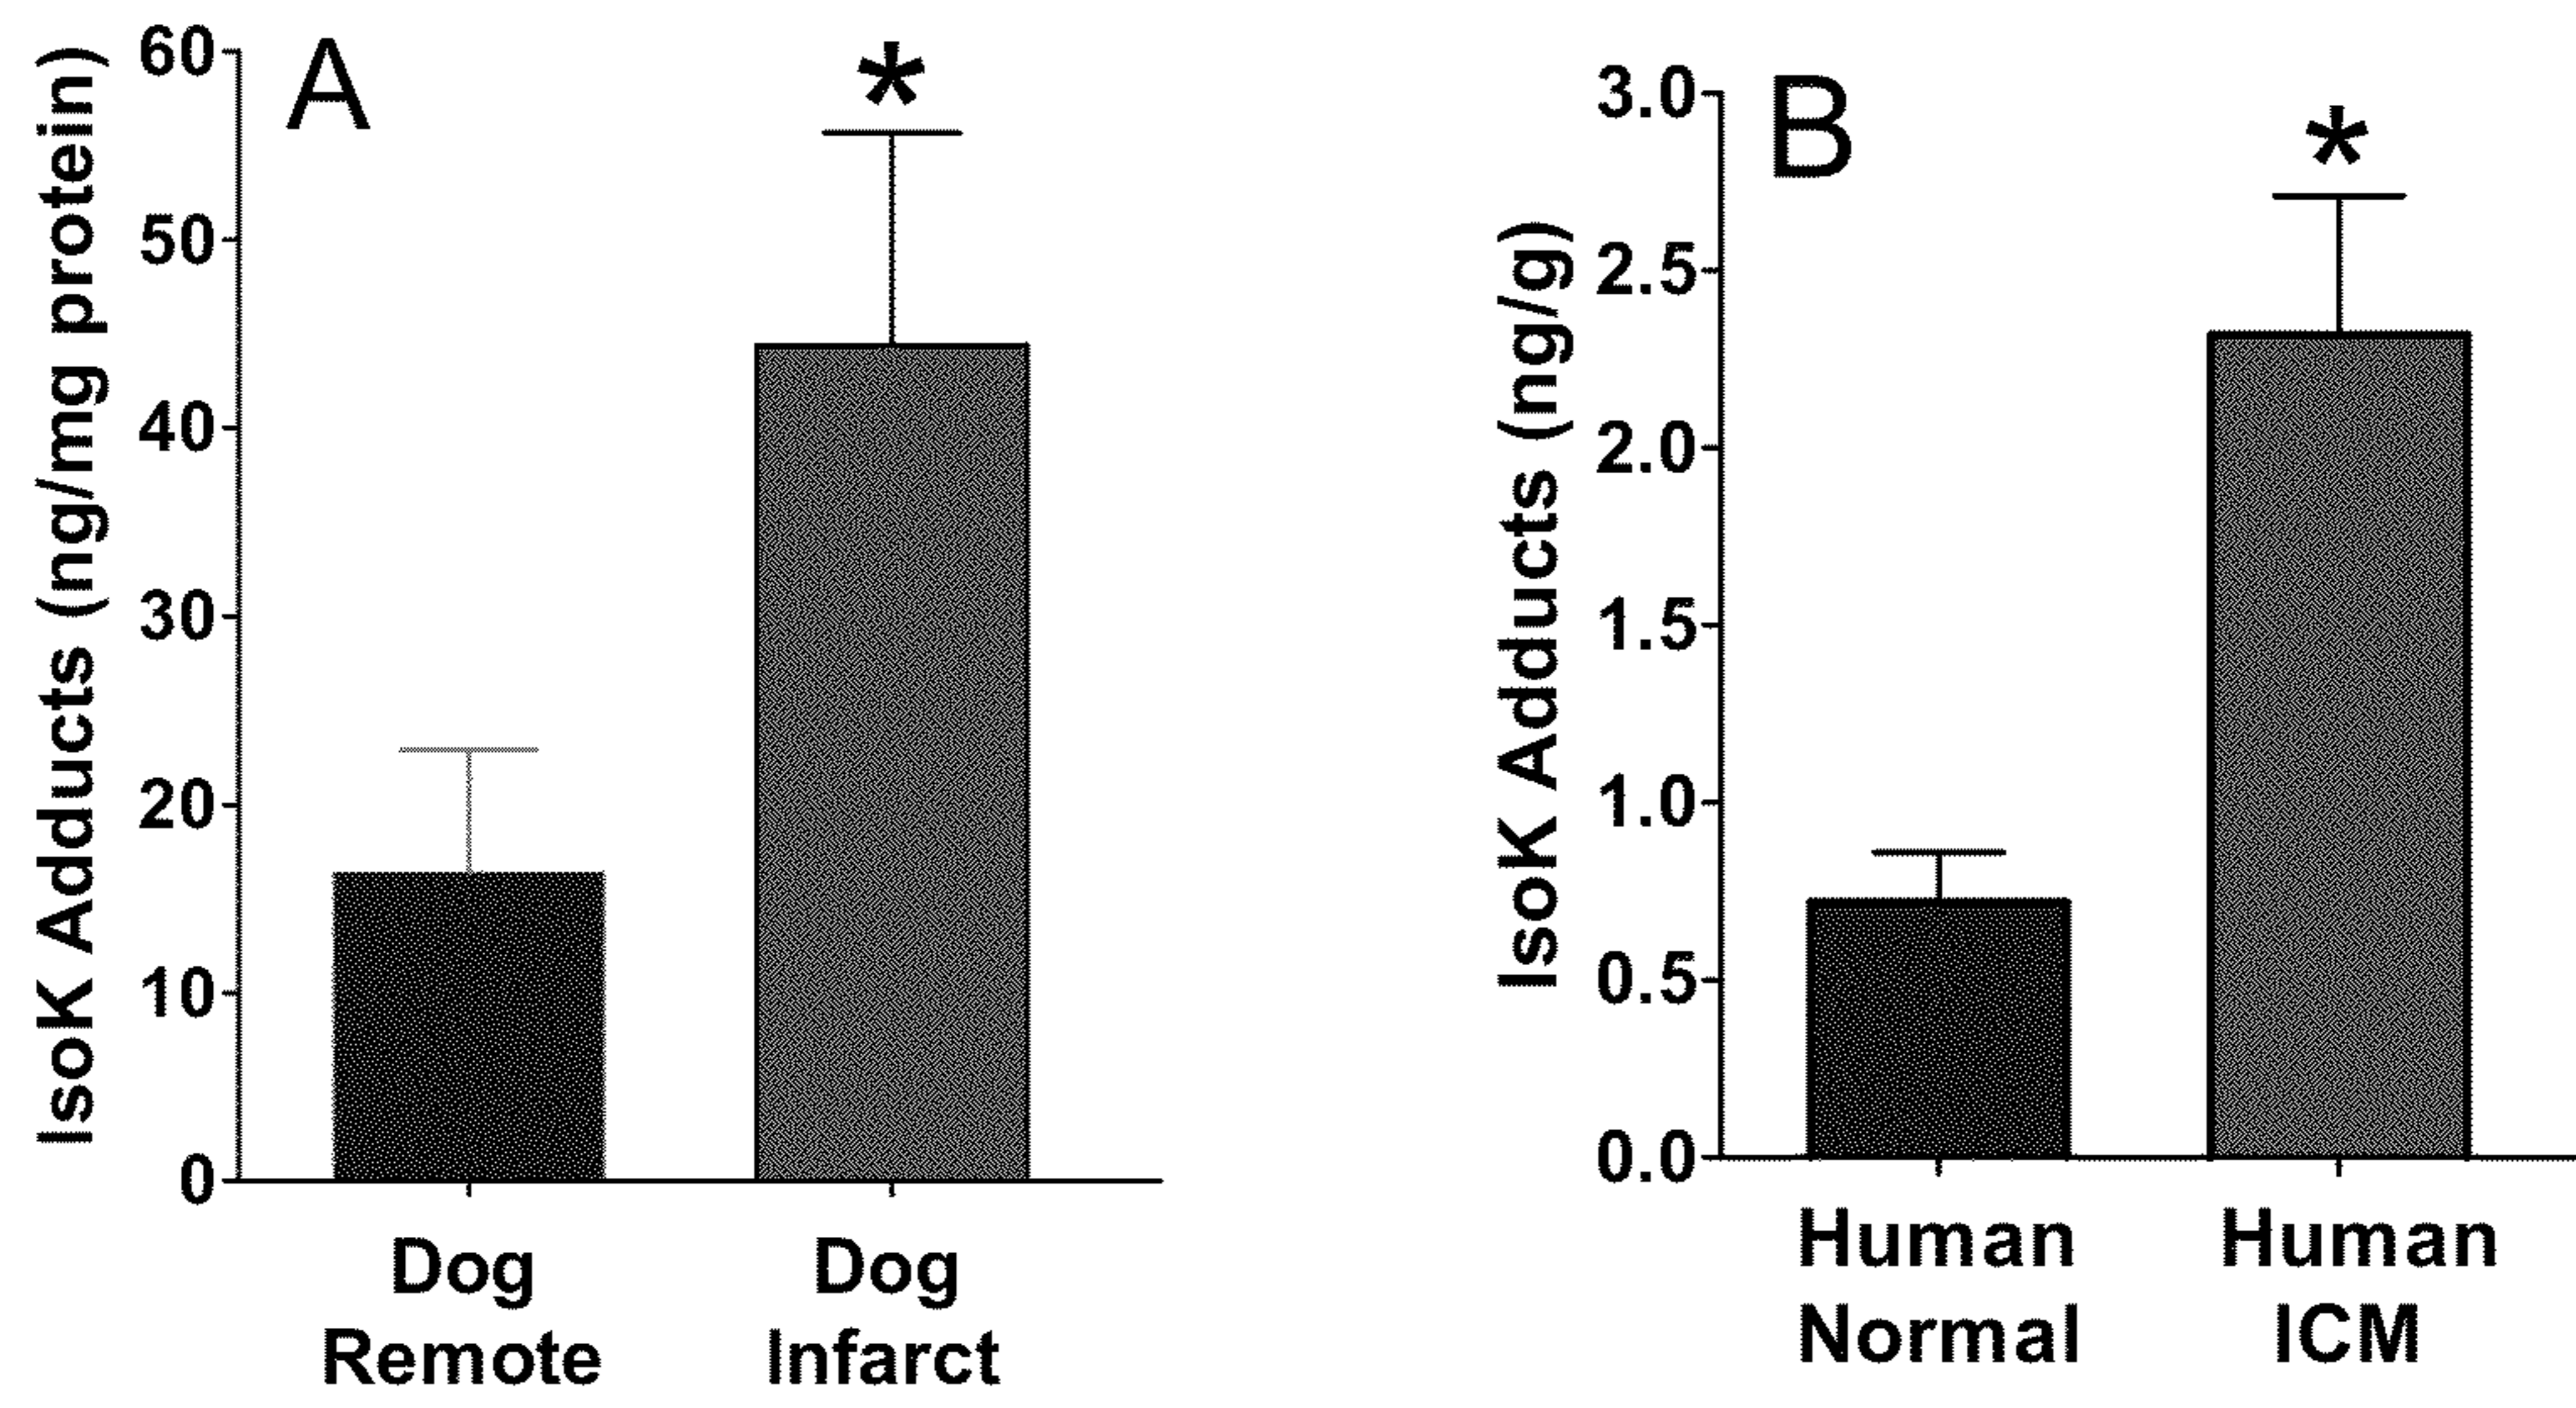 A
*
IsoK Adducts (ng/mg protein)
60
50
40
30
20
10
0
Dog
Remote
Dog
Infarct
B
*
IsoK Adducts (ng/g)
3.0
2.5
2.0
1.5
1.0
0.5
0.0
Human
Normal
Human
ICM